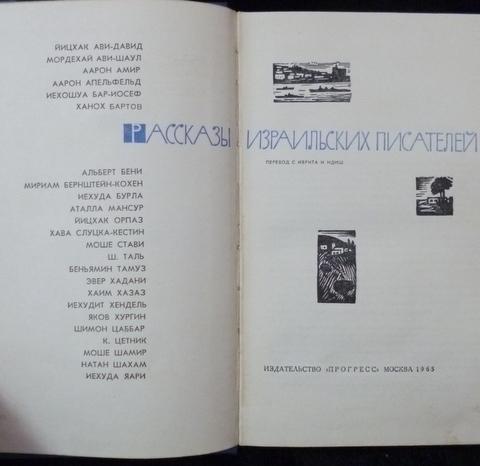 ЙИЦХАК АВИ-ДАВИД
МОРДЕХАЙ АВИ-ШАУЛ
ААРОН АМИР
ААРОН АПЕЛЬФЕЛЬД
ИЕХОШУА БАР-ИОСЕФ
ХАНОХ БАРТОВ
РАССКАЗЫ ИЗРАИЛЬСКИХ ПИСАТЕЛЕЙ
ПЕРЕВОД С ИВРИТА И ИДИШ
АЛЬБЕРТ БЕНИ
МИРИАМ БЕРНШТЕЙН-КОХЕН
ИЕХУДА БУРЛА
АТАЛЛА МАНСУР
ЙИЦХАК ОРПАЗ
ХАВА СЛУЦКА-КЕСТИН
МОШЕ СТАВИ
Ш. ТАЛЬ
БЕНЬЯМИН ТАМУЗ
ЭВЕР ХАДАНИ
ХАИМ ХАЗАЗ
ИЕХУДИТ ХЕНДЕЛЬ
ЯКОВ ХУРГИН
ШИМОН ЦАББАР
К. ЦЕТНИК
МОШЕ ШАМИР
НАТАН ШАХАМ
ИЕХУДА ЯАРИ
ИЗДАТЕЛЬСТВО «ПРОГРЕСС» МОСКВА 1965